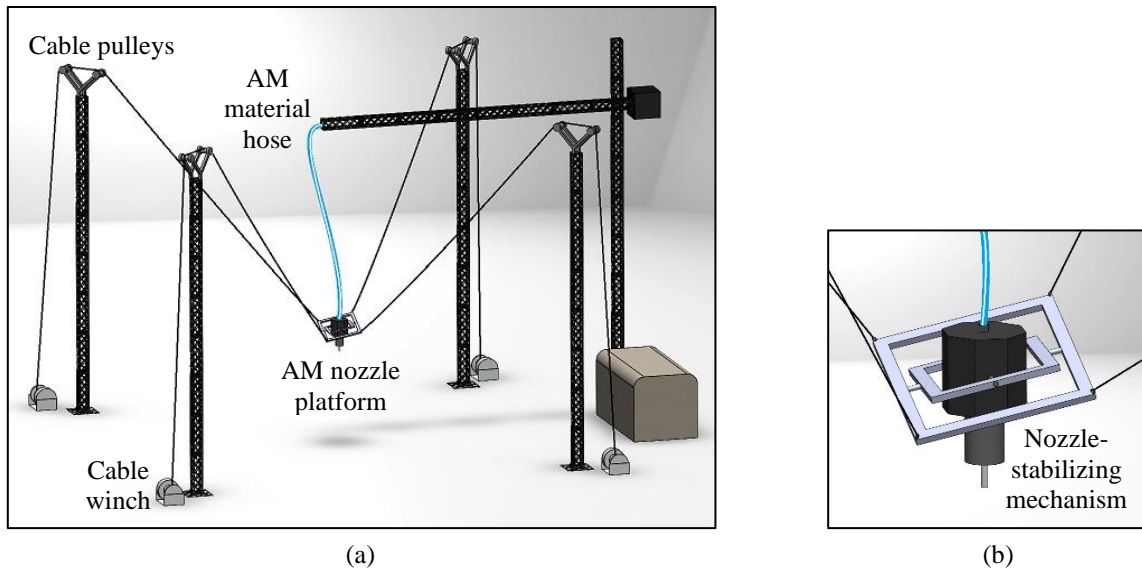 Cable pulleys
AM
material
hose
AM nozzle
platform
Cable
winch
Nozzle-
stabilizing
mechanism
(a)
(b)